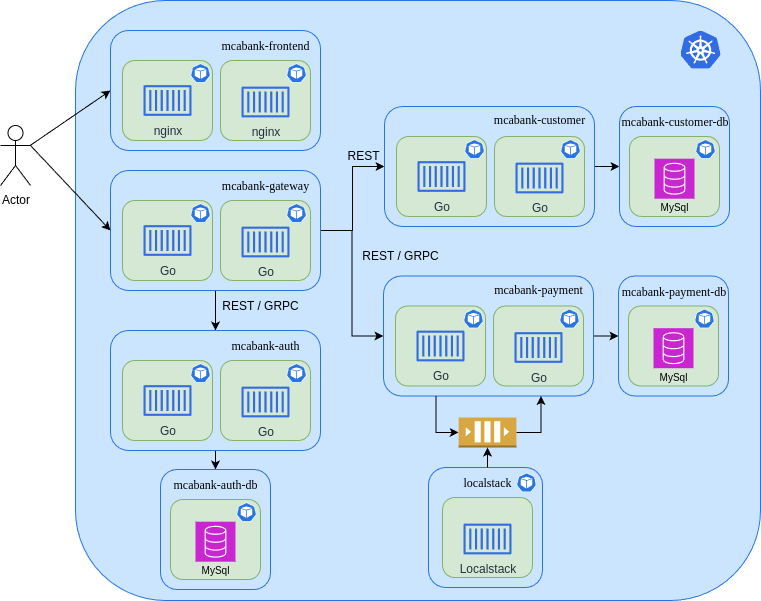 mcabank-frontend
nginx
nginx
Actor
mcabank-gateway
Go
Go
REST
mcabank-customer
Go
Go
mcabank-customer-db
MySql
REST / GRPC
REST / GRPC
mcabank-payment
Go
Go
mcabank-payment-db
MySql
mcabank-auth
Go
Go
mcabank-auth-db
MySql
localstack
Localstack